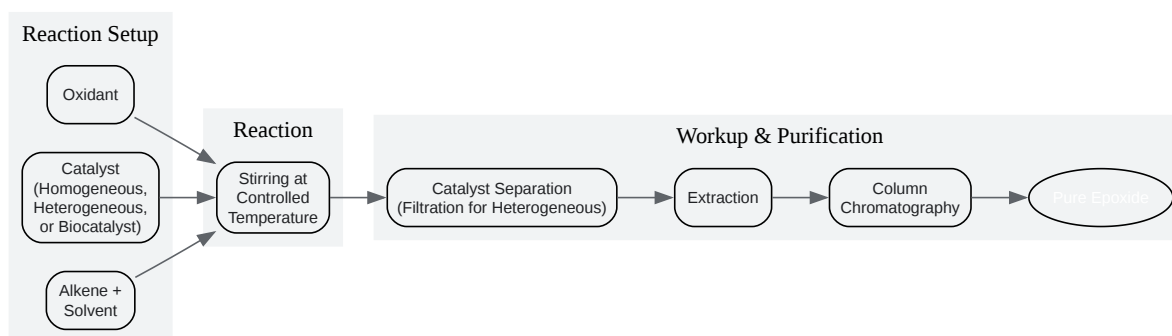 Reaction Setup
Oxidant
Catalyst
(Homogeneous,
Heterogeneous,
or Biocatalyst)
Alkene +
Solvent
Reaction
Stirring at
Controlled
Temperature
Workup & Purification
Catalyst Separation
(Filtration for Heterogeneous)
Extraction
Column
Chromatography
Pure Epoxide